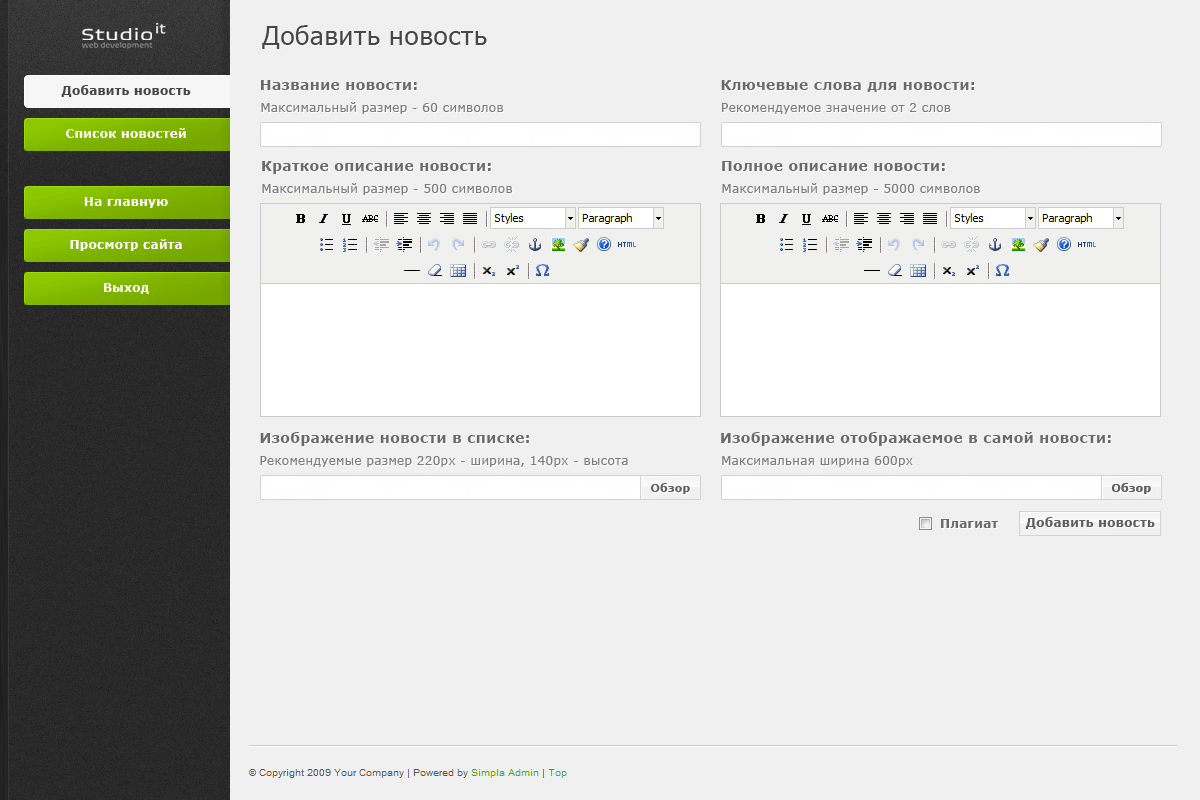 Studio it
web development
Добавить новость
Список новостей
На главную
Просмотр сайта
Выход
Добавить новость
Название новости:
Максимальный размер - 60 символов
Ключевые слова для новости:
Рекомендуемое значение от 2 слов
Краткое описание новости:
Максимальный размер - 500 символов
B I U ABC Styles Paragraph
HTML
x₂ x² Ω
Полное описание новости:
Максимальный размер - 5000 символов
B I U ABC Styles Paragraph
HTML
x₂ x² Ω
Изображение новости в списке:
Рекомендуемые размер 220px - ширина, 140px - высота
Обзор
Изображение отображаемое в самой новости:
Максимальная ширина 600px
Обзор
Плагиат Добавить новость
© Copyright 2009 Your Company | Powered by Simpla Admin | Top